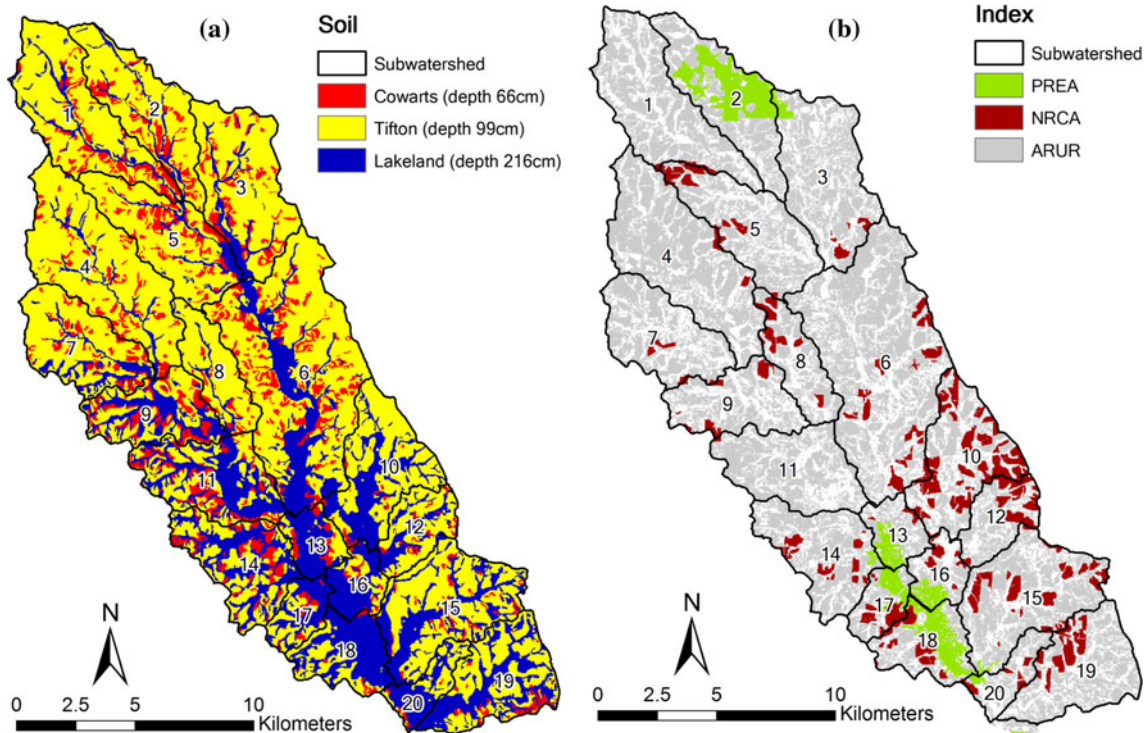 (a)
Soil
Subwatershed
Cowarts (depth 66cm)
Tifton (depth 99cm)
Lakeland (depth 216cm)
1
2
3
4
5
6
7
8
9
10
11
12
13
14
15
16
17
18
19
20
N
0 2.5 5 10
Kilometers
(b)
Index
Subwatershed
PREA
NRCA
ARUR
1
2
3
4
5
6
7
8
9
10
11
12
13
14
15
16
17
18
19
20
N
0 2.5 5 10
Kilometers